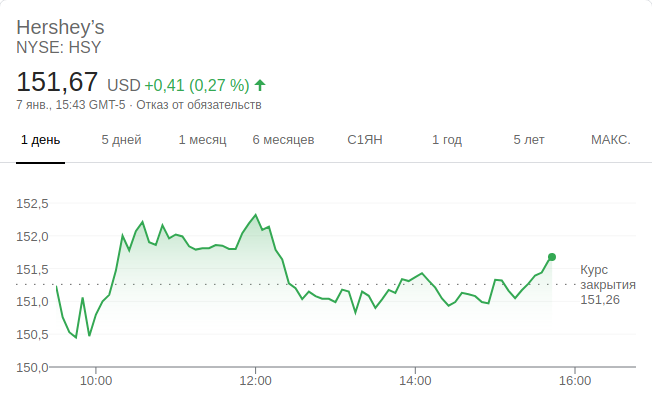 Hershey’s
NYSE: HSY
151,67 USD +0,41 (0,27 %)
7 янв., 15:43 GMT-5 · Отказ от обязательств
1 день 5 дней 1 месяц 6 месяцев С1ЯН 1 год 5 лет МАКС.
152,5
152,0
151,5
151,0
150,5
150,0
Курс
закрытия
151,26
10:00 12:00 14:00 16:00